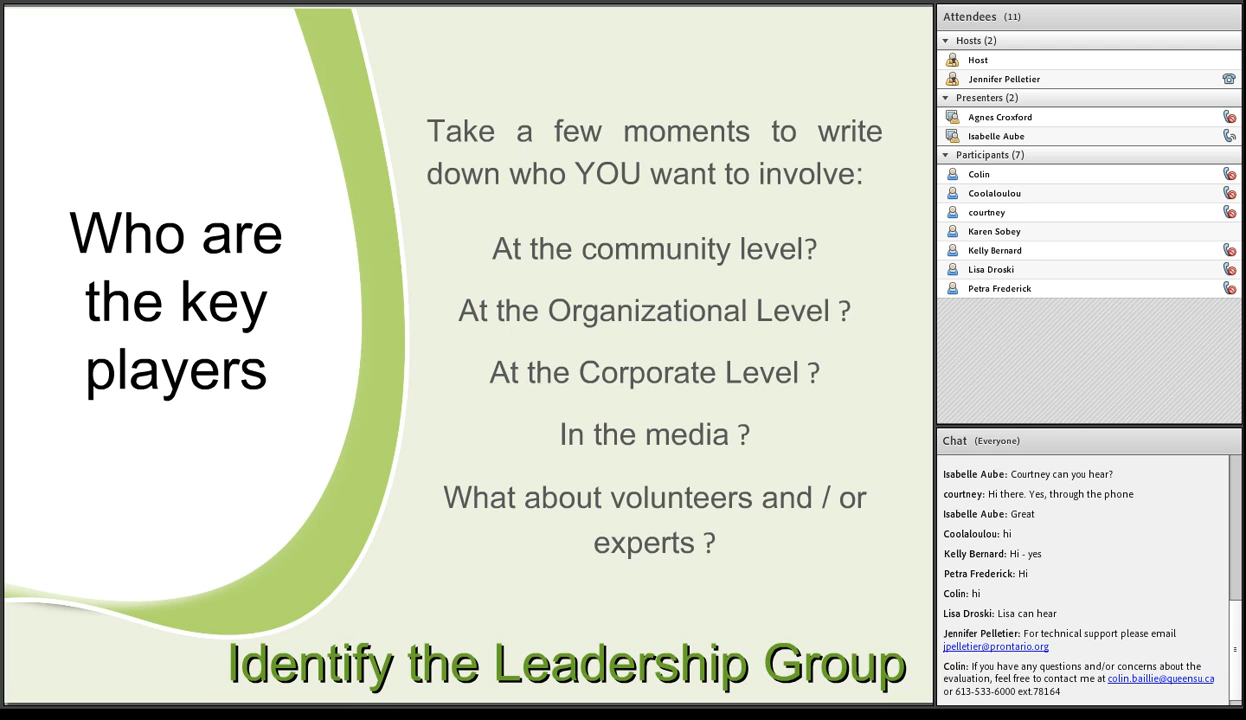 Who are
the key
players
Take a few moments to write
down who YOU want to involve:
At the community level?
At the Organizational Level ?
At the Corporate Level ?
In the media ?
What about volunteers and / or
experts ?
Identify the Leadership Group
Attendees (11)
Hosts (2)
Host
Jennifer Pelletier
Presenters (2)
Agnes Croxford
Isabelle Aube
Participants (7)
Colin
Coolaloulou
courtney
Karen Sobey
Kelly Bernard
Lisa Droski
Petra Frederick
Chat (Everyone)
Isabelle Aube: Courtney can you hear?
courtney: Hi there. Yes, through the phone
Isabelle Aube: Great
Coolaloulou: hi
Kelly Bernard: Hi - yes
Petra Frederick: Hi
Colin: hi
Lisa Droski: Lisa can hear
Jennifer Pelletier: For technical support please email
jpelletier@prontario.org
Colin: If you have any questions and/or concerns about the
evaluation, feel free to contact me at colin.baillie@queensu.ca
or 613-533-6000 ext.78164